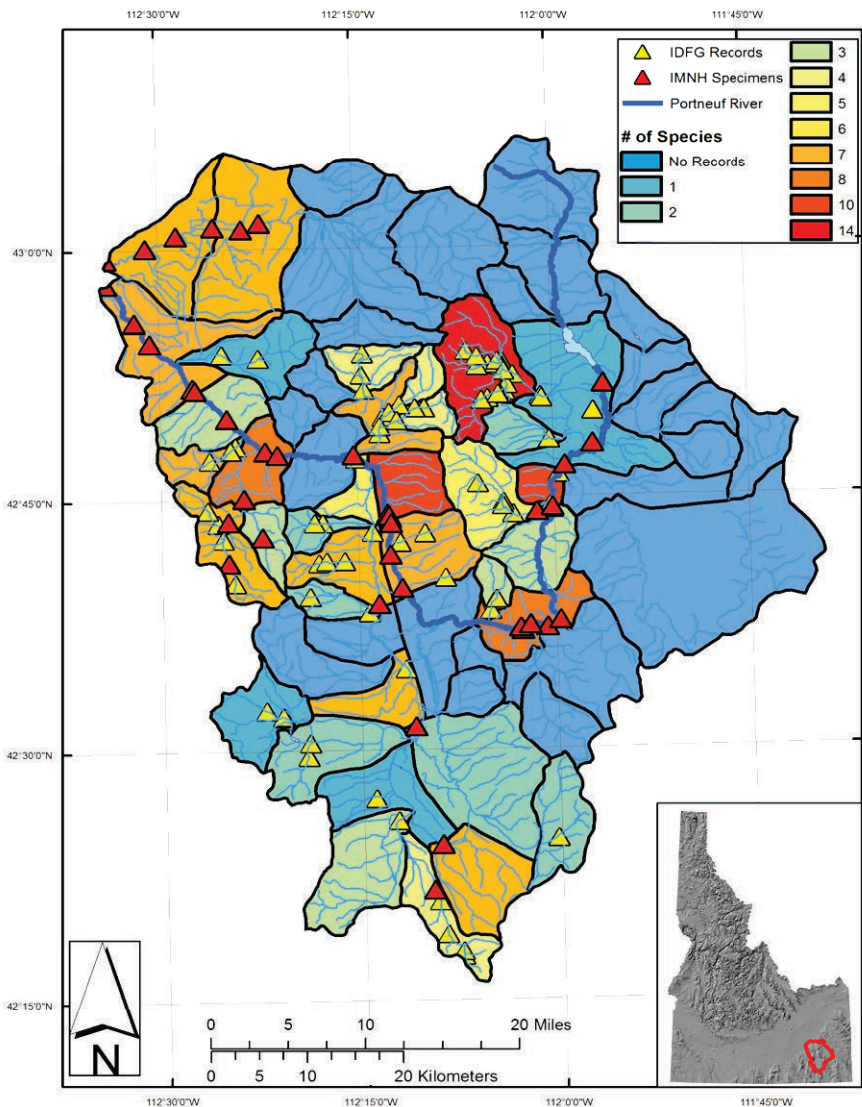 112°30'0"W 112°15'0"W 112°0'0"W 111°45'0"W
IDFG Records
IMNH Specimens
Portneuf River
# of Species
No Records
1
2
3
4
5
6
7
8
10
14
43°0'0"N
42°45'0"N
42°30'0"N
42°15'0"N
N
0 5 10 20 Miles
0 5 10 20 Kilometers
112°30'0"W 112°15'0"W 112°0'0"W 111°45'0"W